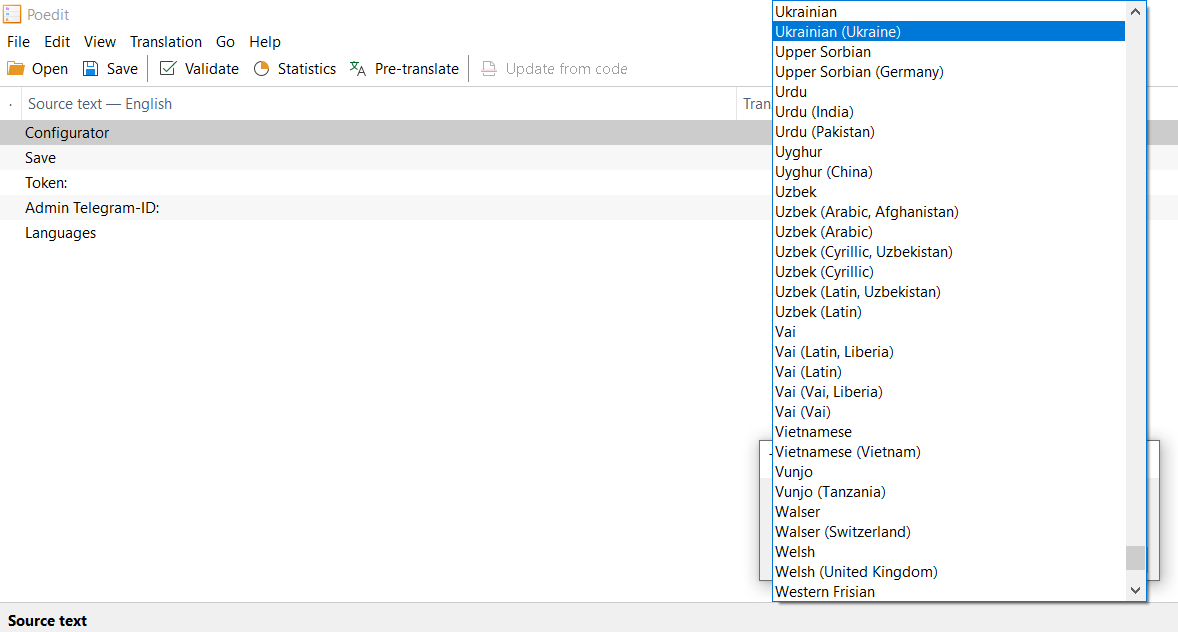 Poedit
File Edit View Translation Go Help
Open Save Validate Statistics Pre-translate Update from code
Source text — English
Configurator
Save
Token:
Admin Telegram-ID:
Languages
Source text
Tran
Ukrainian
Ukrainian (Ukraine)
Upper Sorbian
Upper Sorbian (Germany)
Urdu
Urdu (India)
Urdu (Pakistan)
Uyghur
Uyghur (China)
Uzbek
Uzbek (Arabic, Afghanistan)
Uzbek (Arabic)
Uzbek (Cyrillic, Uzbekistan)
Uzbek (Cyrillic)
Uzbek (Latin, Uzbekistan)
Uzbek (Latin)
Vai
Vai (Latin, Liberia)
Vai (Latin)
Vai (Vai, Liberia)
Vai (Vai)
Vietnamese
Vietnamese (Vietnam)
Vunjo
Vunjo (Tanzania)
Walser
Walser (Switzerland)
Welsh
Welsh (United Kingdom)
Western Frisian